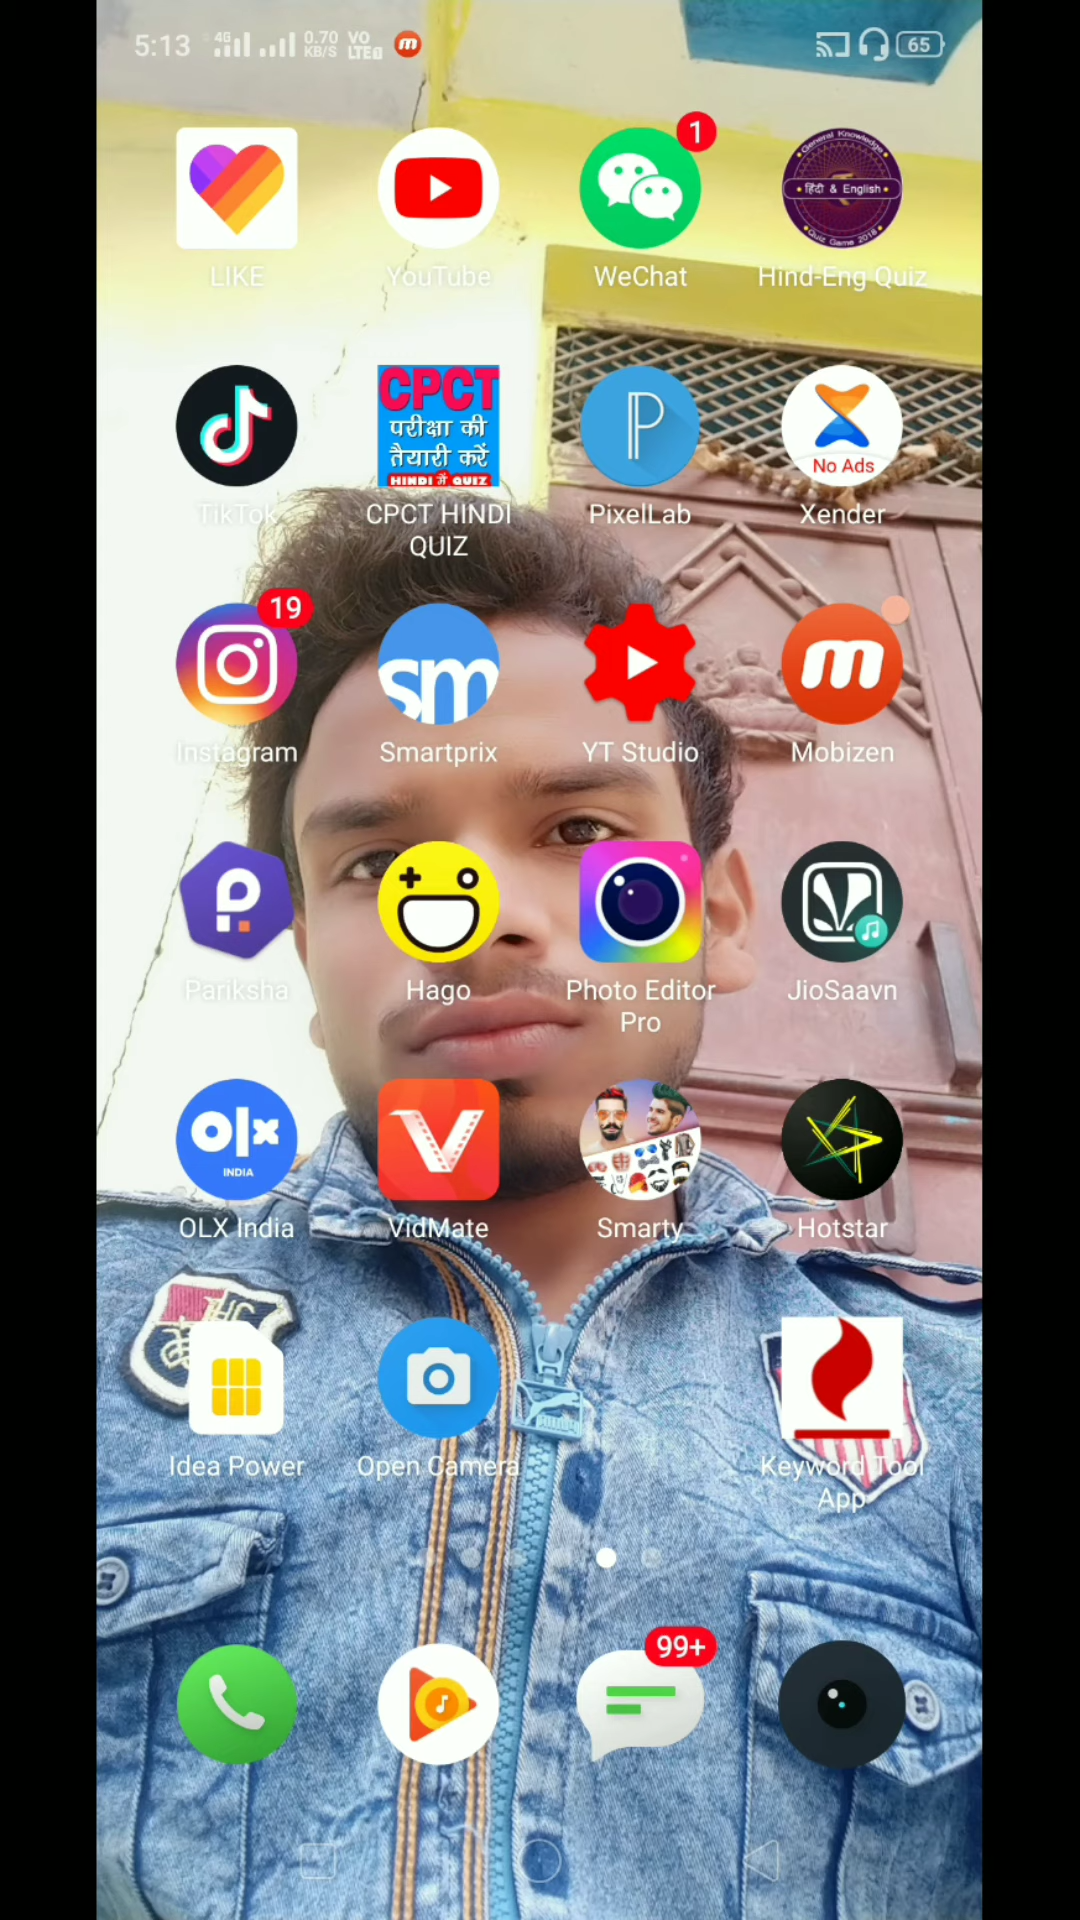 5:13 4G 0.70 KB/S VO LTE m 65
1
General Knowledge
हिंदी & English
Quiz Game 2018
LIKE YouTube WeChat Hind-Eng Quiz
CPCT
परीक्षा की
तैयारी करें
HINDI में QUIZ
P
No Ads
TikTok CPCT HINDI QUIZ PixelLab Xender
19
sm
m
Instagram Smartprix YT Studio Mobizen
Pariksha Hago Photo Editor Pro JioSaavn
olx
INDIA
V
OLX India VidMate Smarty Hotstar
PUMA
Idea Power Open Camera Keyword Tool App
99+